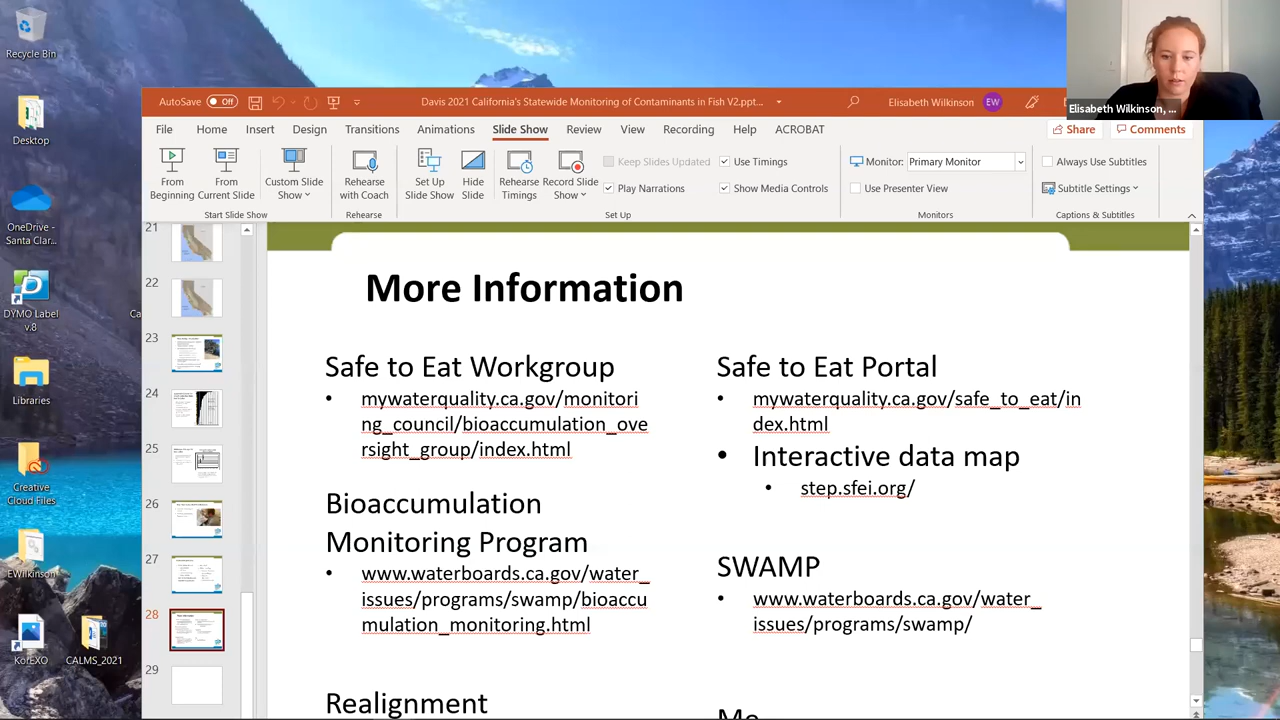 Recycle Bin
Desktop
OneDrive -
Santa Clar...
DYMO Label
v.8
Ca
Libraries
Creative
Cloud Files
EWilkinson
KorEXO
CALMS_2021
AutoSave Off
Davis 2021 California's Statewide Monitoring of Contaminants in Fish V2.ppt...
Elisabeth Wilkinson EW
Elisabeth Wilkinson, ...
File Home Insert Design Transitions Animations Slide Show Review View Recording Help ACROBAT
Share Comments
From
Beginning
From
Current Slide
Custom Slide
Show
Start Slide Show
Rehearse
with Coach
Rehearse
Set Up
Slide Show
Hide
Slide
Rehearse
Timings
Record Slide
Show
Keep Slides Updated
Play Narrations
Use Timings
Show Media Controls
Set Up
Monitor: Primary Monitor
Use Presenter View
Monitors
Always Use Subtitles
Subtitle Settings
Captions & Subtitles
21
22
23
24
25
26
27
28
29
More Information
Safe to Eat Workgroup
• mywaterquality.ca.gov/monitori
ng_council/bioaccumulation_ove
rsight_group/index.html
Bioaccumulation
Monitoring Program
• www.waterboards.ca.gov/water_
issues/programs/swamp/bioaccu
mulation_monitoring.html
Realignment
Safe to Eat Portal
• mywaterquality.ca.gov/safe_to_eat/in
dex.html
• Interactive data map
• step.sfei.org/
SWAMP
• www.waterboards.ca.gov/water_
issues/programs/swamp/